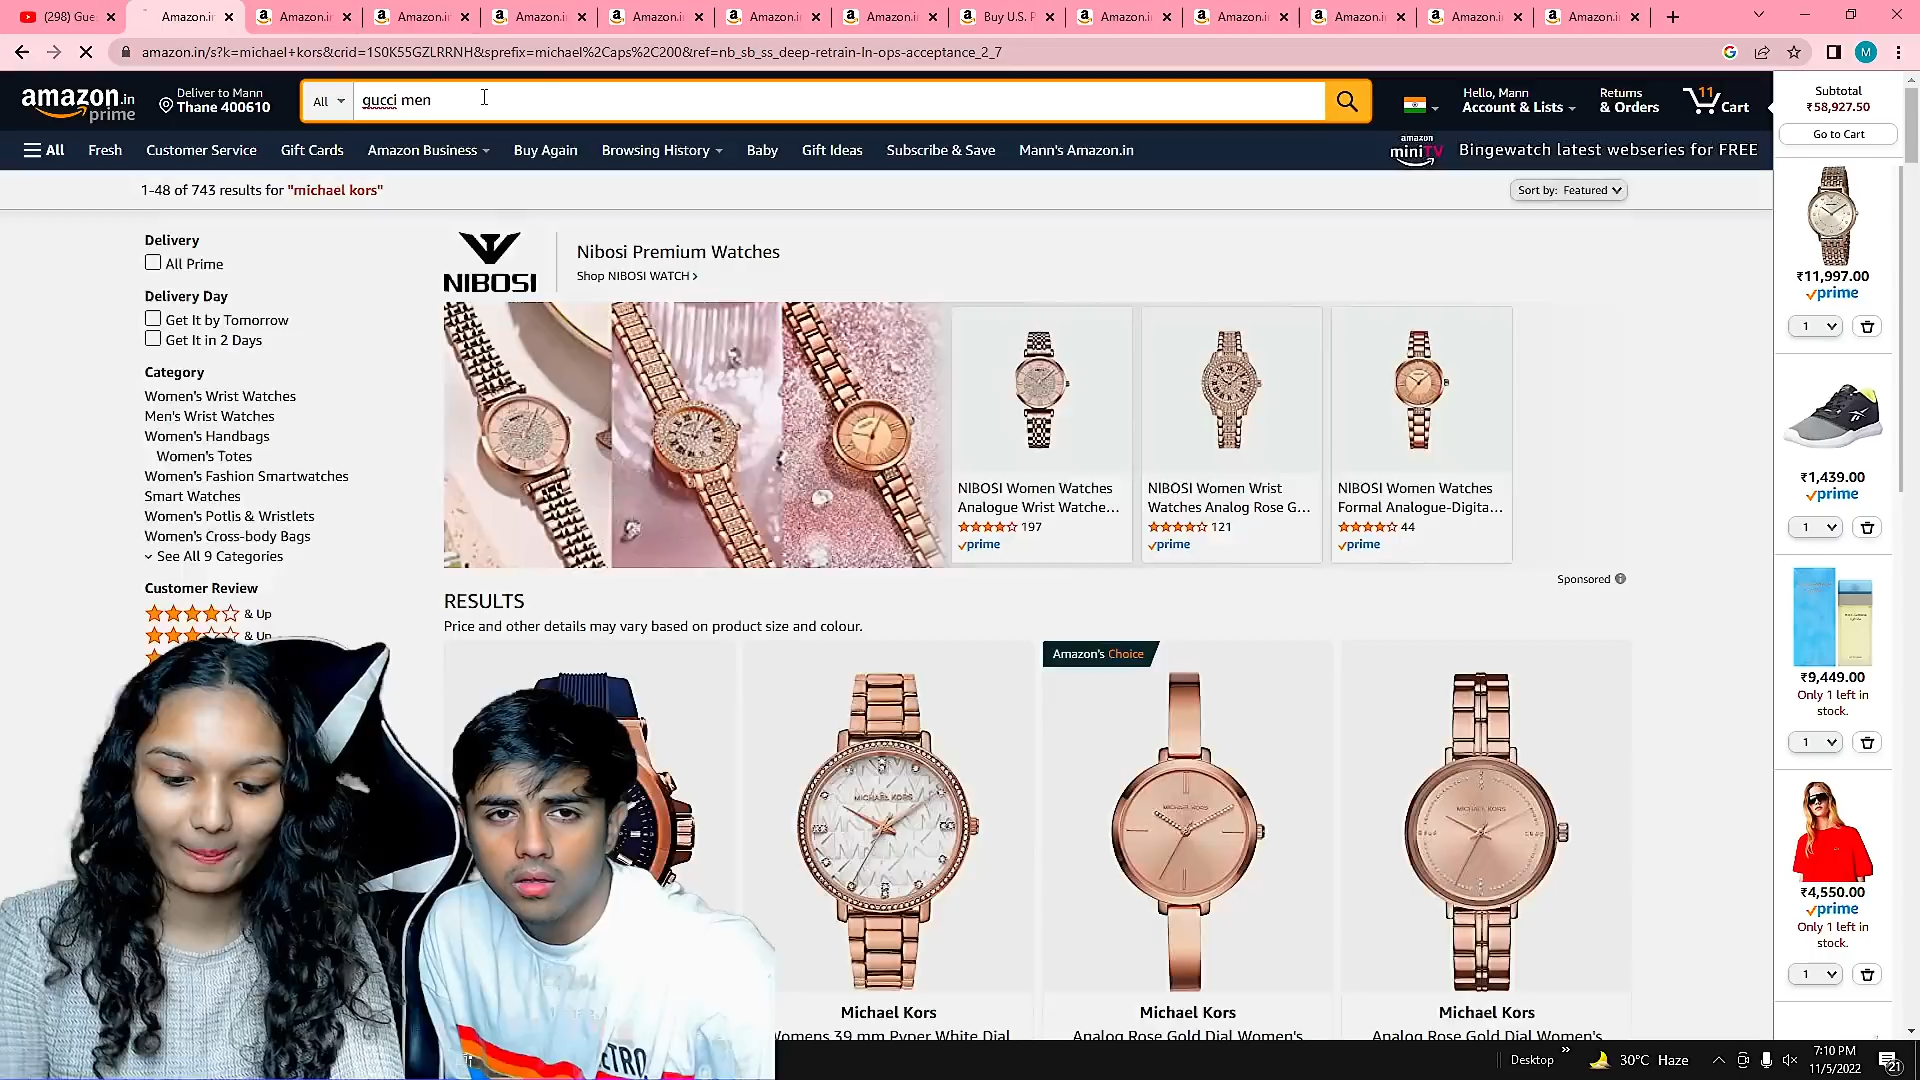 (298) Gue
Amazon.i
Amazon.i
Amazon.i
Amazon.i
Amazon.i
Amazon.i
Amazon.i
Buy U.S. P
Amazon.i
Amazon.i
Amazon.i
Amazon.i
Amazon.i
amazon.in/s?k=michael+kors&crid=1S0K55GZLRRNH&sprefix=michael%2Caps%2C200&ref=nb_sb_ss_deep-retrain-ln-ops-acceptance_2_7
M
amazon.in
prime
Deliver to Mann
Thane 400610
All
gucci men
Hello, Mann
Account & Lists
Returns
& Orders
11
Cart
All
Fresh
Customer Service
Gift Cards
Amazon Business
Buy Again
Browsing History
Baby
Gift Ideas
Subscribe & Save
Mann's Amazon.in
amazon
miniTV
Bingewatch latest webseries for FREE
1-48 of 743 results for "michael kors"
Sort by: Featured
Delivery
All Prime
Delivery Day
Get It by Tomorrow
Get It in 2 Days
Category
Women's Wrist Watches
Men's Wrist Watches
Women's Handbags
Women's Totes
Women's Fashion Smartwatches
Smart Watches
Women's Potlis & Wristlets
Women's Cross-body Bags
See All 9 Categories
Customer Review
& Up
& Up
NIBOSI
Nibosi Premium Watches
Shop NIBOSI WATCH ›
NIBOSI Women Watches
Analogue Wrist Watche...
197
prime
NIBOSI Women Wrist
Watches Analog Rose G...
121
prime
NIBOSI Women Watches
Formal Analogue-Digita...
44
prime
Sponsored
RESULTS
Price and other details may vary based on product size and colour.
Amazon's Choice
MICHAEL KORS
MICHAEL KORS
MICHAEL KORS
Michael Kors
Womens 39 mm Pyper White Dial
Michael Kors
Analog Rose Gold Dial Women's
Michael Kors
Analog Rose Gold Dial Women's
Subtotal
₹58,927.50
Go to Cart
₹11,997.00
prime
1
₹1,439.00
prime
1
₹9,449.00
Only 1 left in
stock.
1
₹4,550.00
prime
Only 1 left in
stock.
1
Desktop
30°C Haze
7:10 PM
11/5/2022
21